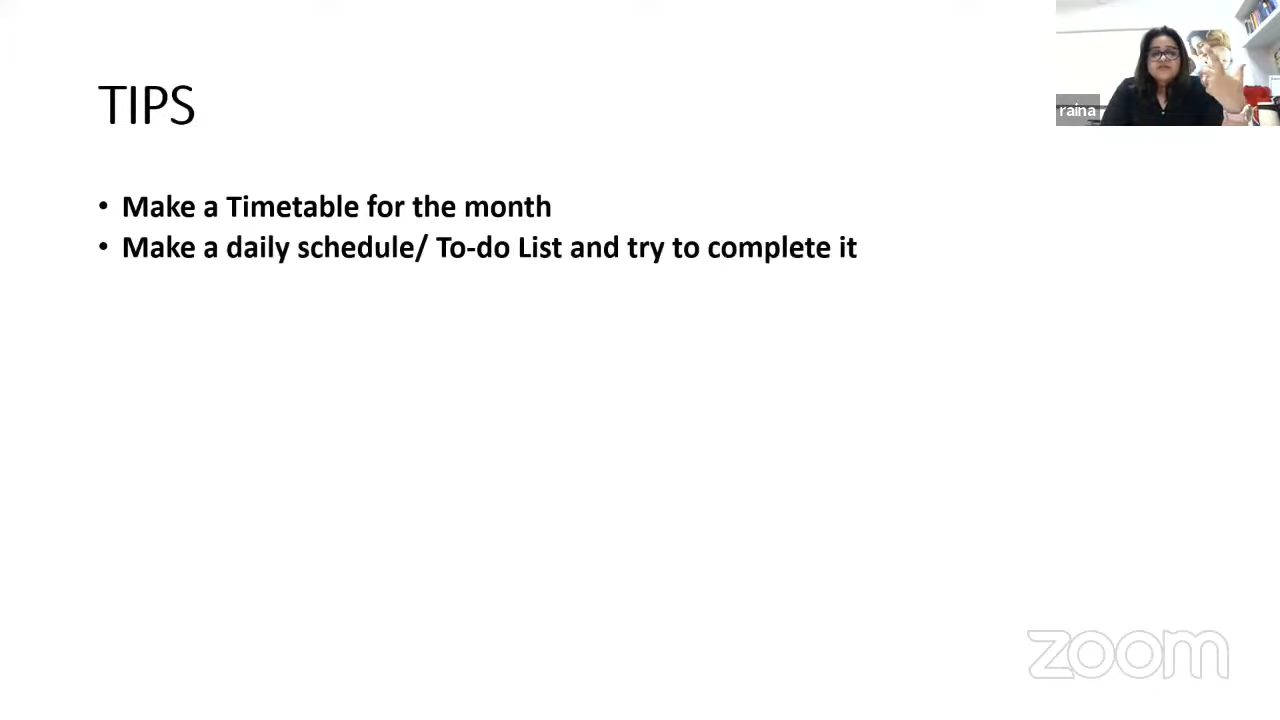 TIPS
raina
• Make a Timetable for the month
• Make a daily schedule/ To-do List and try to complete it
zoom